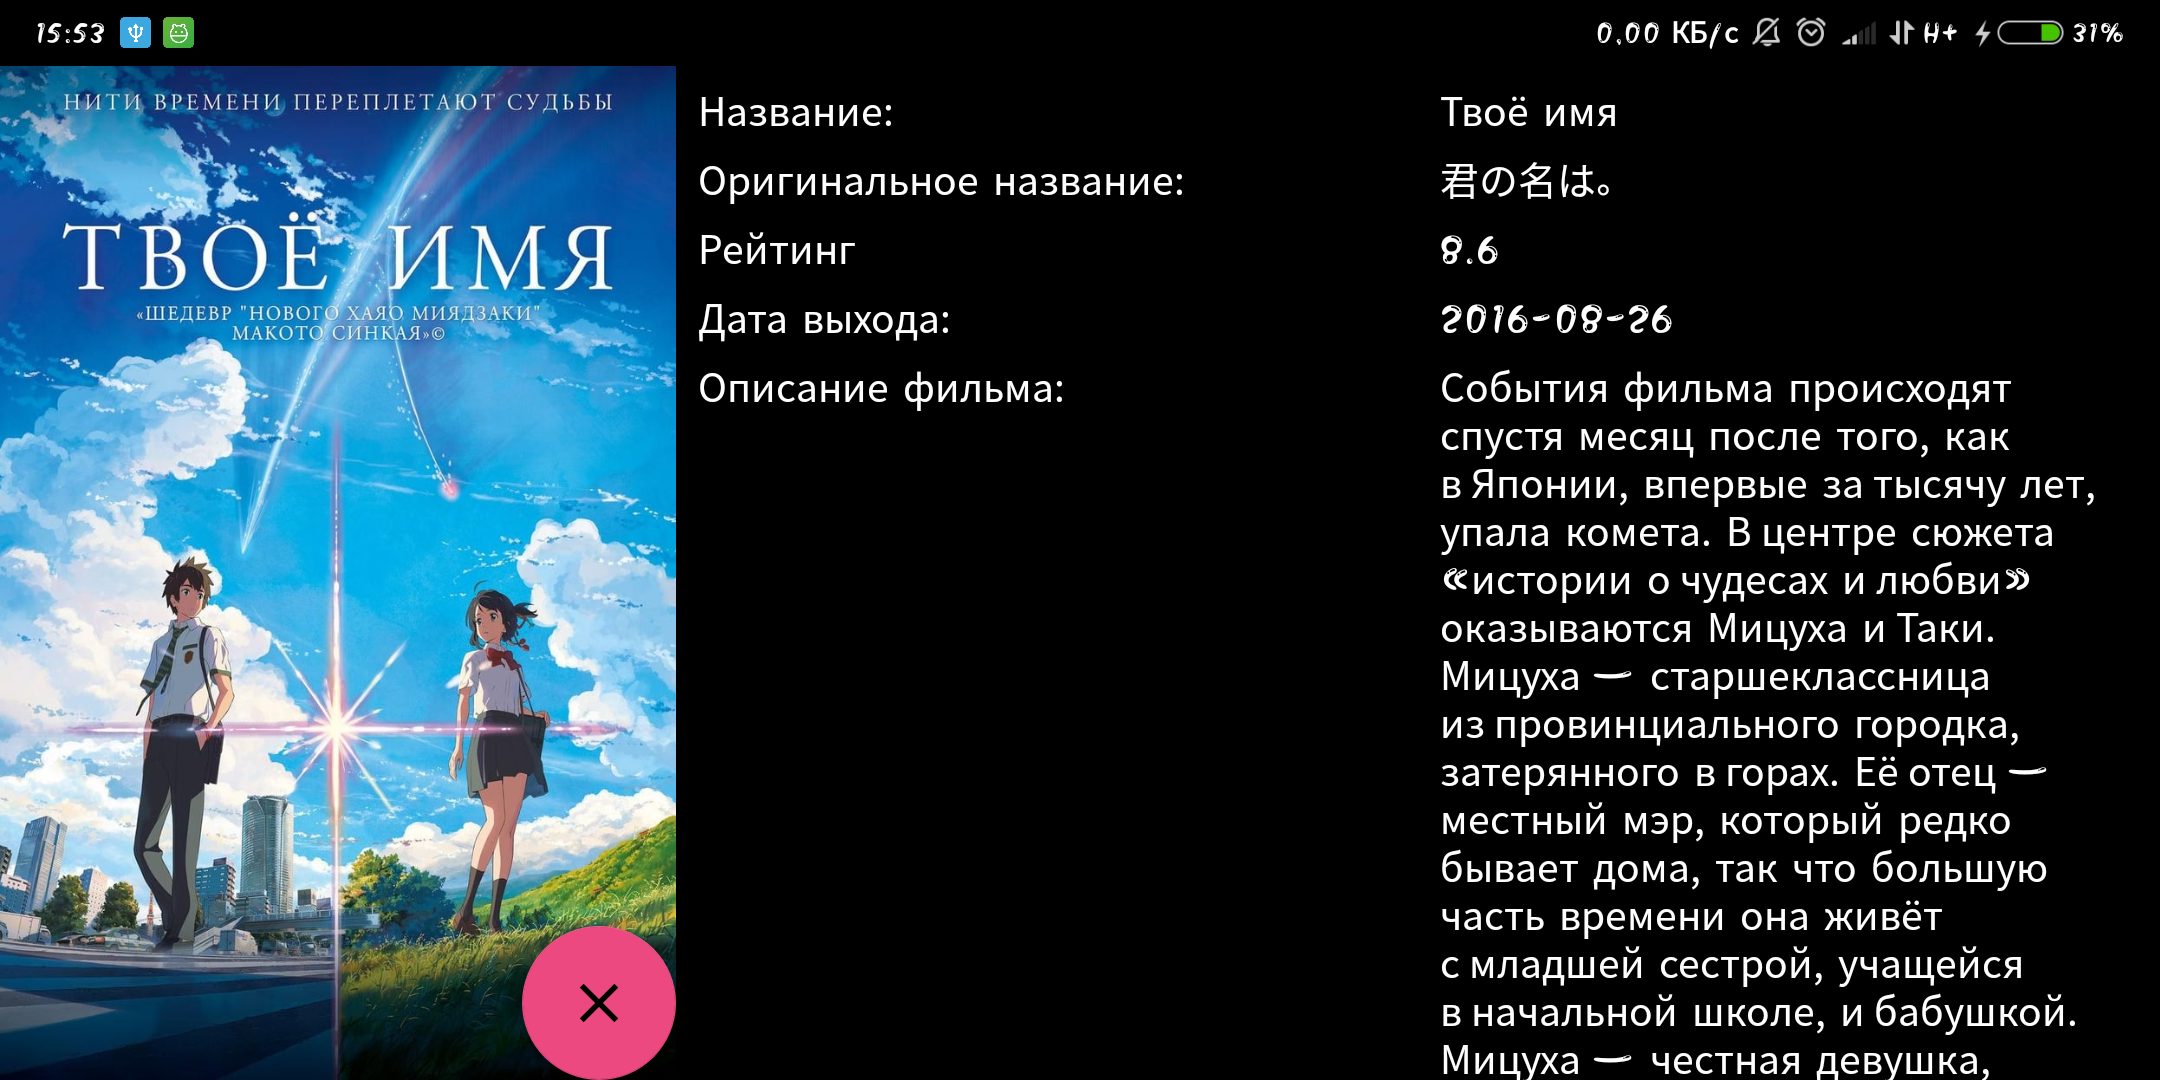 15:53
0,00 КБ/с H+ 31%
НИТИ ВРЕМЕНИ ПЕРЕПЛЕТАЮТ СУДЬБЫ
ТВОЁ ИМЯ
«ШЕДЕВР "НОВОГО ХАЯО МИЯДЗАКИ"
МАКОТО СИНКАЯ»©
Название: Твоё имя
Оригинальное название: 君の名は。
Рейтинг 8.6
Дата выхода: 2016-08-26
Описание фильма: События фильма происходят
спустя месяц после того, как
в Японии, впервые за тысячу лет,
упала комета. В центре сюжета
«истории о чудесах и любви»
оказываются Мицуха и Таки.
Мицуха — старшеклассница
из провинциального городка,
затерянного в горах. Её отец —
местный мэр, который редко
бывает дома, так что большую
часть времени она живёт
с младшей сестрой, учащейся
в начальной школе, и бабушкой.
Мицуха — честная девушка,